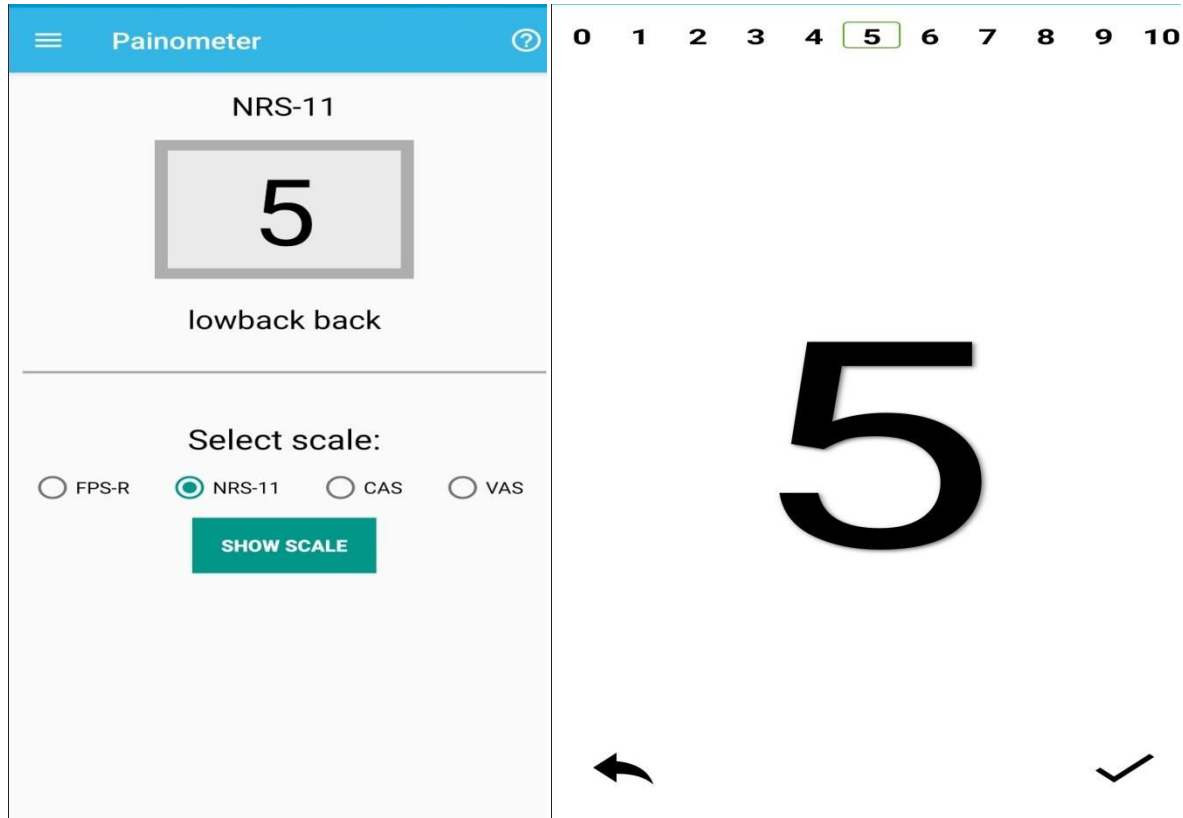 Painometer
NRS-11
5
lowback back
Select scale:
FPS-R NRS-11 CAS VAS
SHOW SCALE
0 1 2 3 4 5 6 7 8 9 10
5